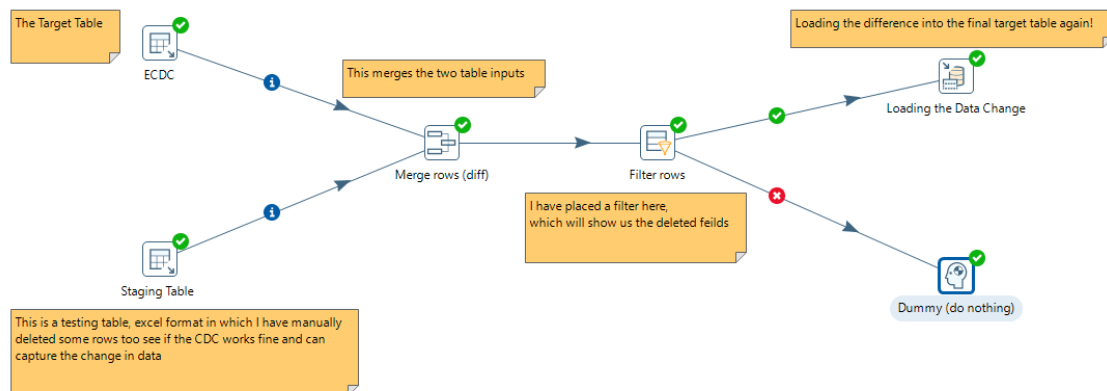 The Target Table
ECDC
This merges the two table inputs
Loading the difference into the final target table again!
Loading the Data Change
Merge rows (diff)
Filter rows
I have placed a filter here,
which will show us the deleted feilds
Staging Table
This is a testing table, excel format in which I have manually
deleted some rows too see if the CDC works fine and can
capture the change in data
Dummy (do nothing)